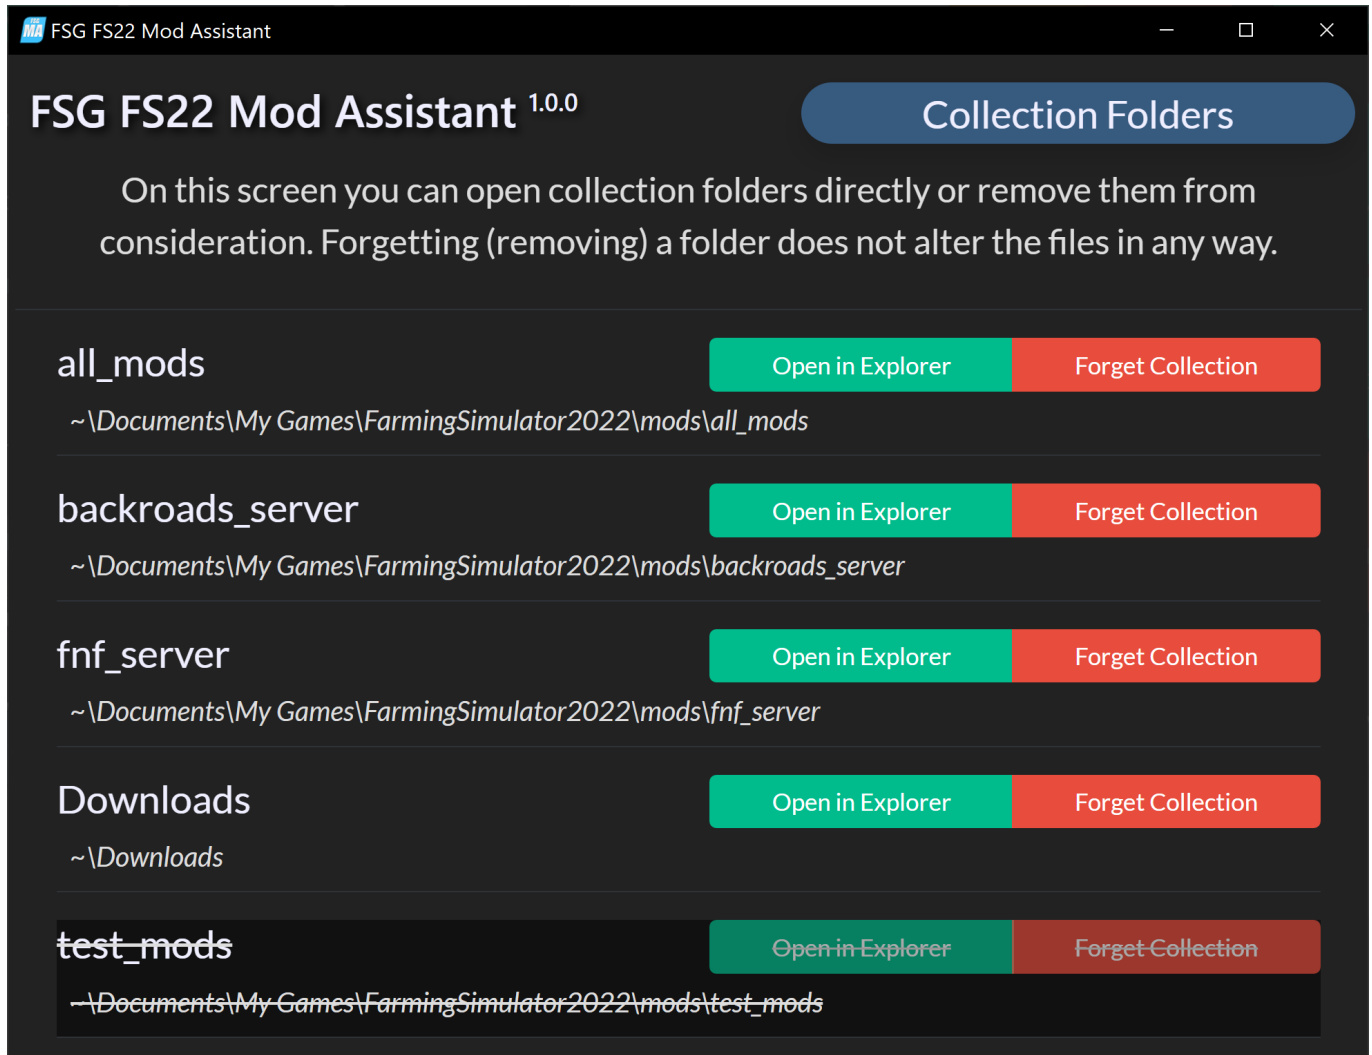 FSG FS22 Mod Assistant
FSG FS22 Mod Assistant 1.0.0
Collection Folders
On this screen you can open collection folders directly or remove them from
consideration. Forgetting (removing) a folder does not alter the files in any way.
all_mods
Open in Explorer
Forget Collection
~\Documents\My Games\FarmingSimulator2022\mods\all_mods
backroads_server
Open in Explorer
Forget Collection
~\Documents\My Games\FarmingSimulator2022\mods\backroads_server
fnf_server
Open in Explorer
Forget Collection
~\Documents\My Games\FarmingSimulator2022\mods\fnf_server
Downloads
Open in Explorer
Forget Collection
~\Downloads
test_mods
Open in Explorer
Forget Collection
~\Documents\My Games\FarmingSimulator2022\mods\test_mods